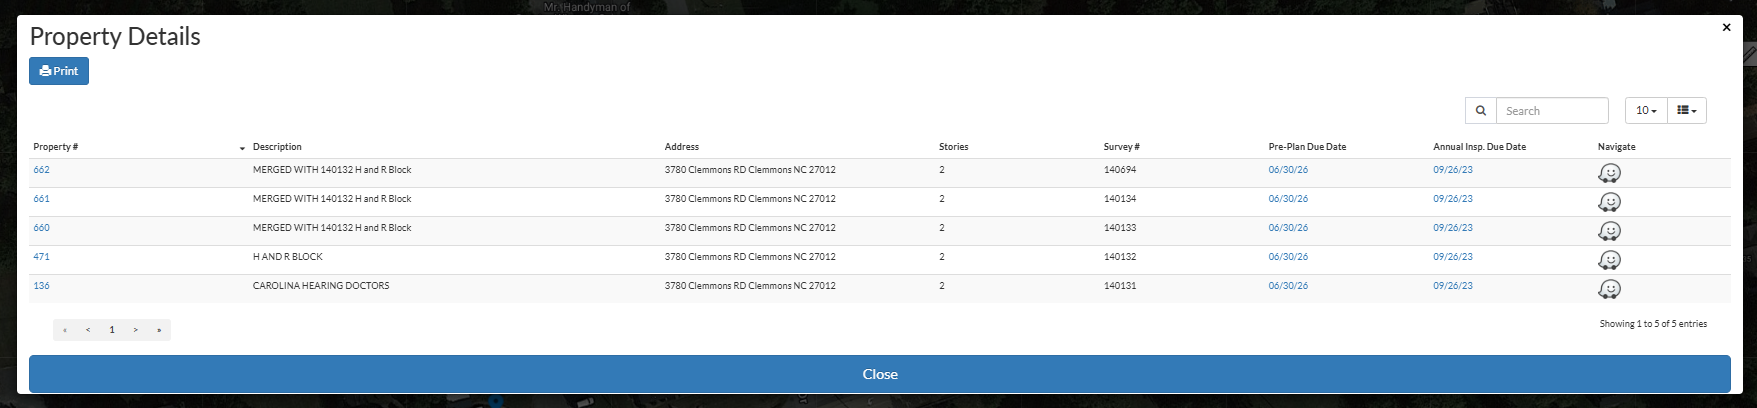 Mr. Handyman of
Property Details
×
Print
Search
10
Property # Description Address Stories Survey # Pre-Plan Due Date Annual Insp. Due Date Navigate
662 MERGED WITH 140132 H and R Block 3780 Clemmons RD Clemmons NC 27012 2 140694 06/30/26 09/26/23
661 MERGED WITH 140132 H and R Block 3780 Clemmons RD Clemmons NC 27012 2 140134 06/30/26 09/26/23
660 MERGED WITH 140132 H and R Block 3780 Clemmons RD Clemmons NC 27012 2 140133 06/30/26 09/26/23
471 H AND R BLOCK 3780 Clemmons RD Clemmons NC 27012 2 140132 06/30/26 09/26/23
136 CAROLINA HEARING DOCTORS 3780 Clemmons RD Clemmons NC 27012 2 140131 06/30/26 09/26/23
« < 1 > » Showing 1 to 5 of 5 entries
Close